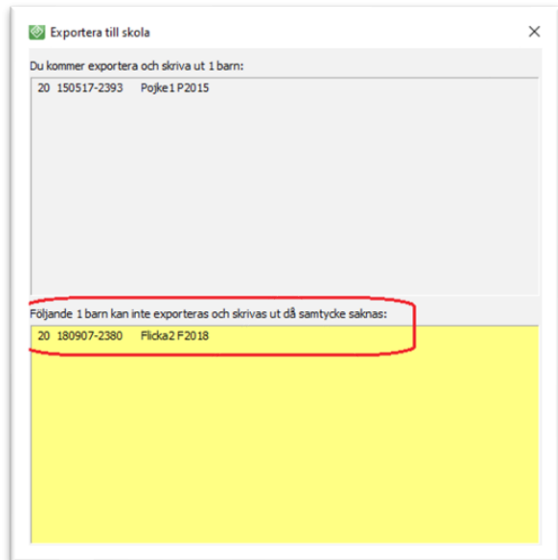 Exportera till skola
Du kommer exportera och skriva ut 1 barn:
20 150517-2393 Pojke1 P2015
Följande 1 barn kan inte exporteras och skrivas ut då samtycke saknas:
20 180907-2380 Flicka2 F2018